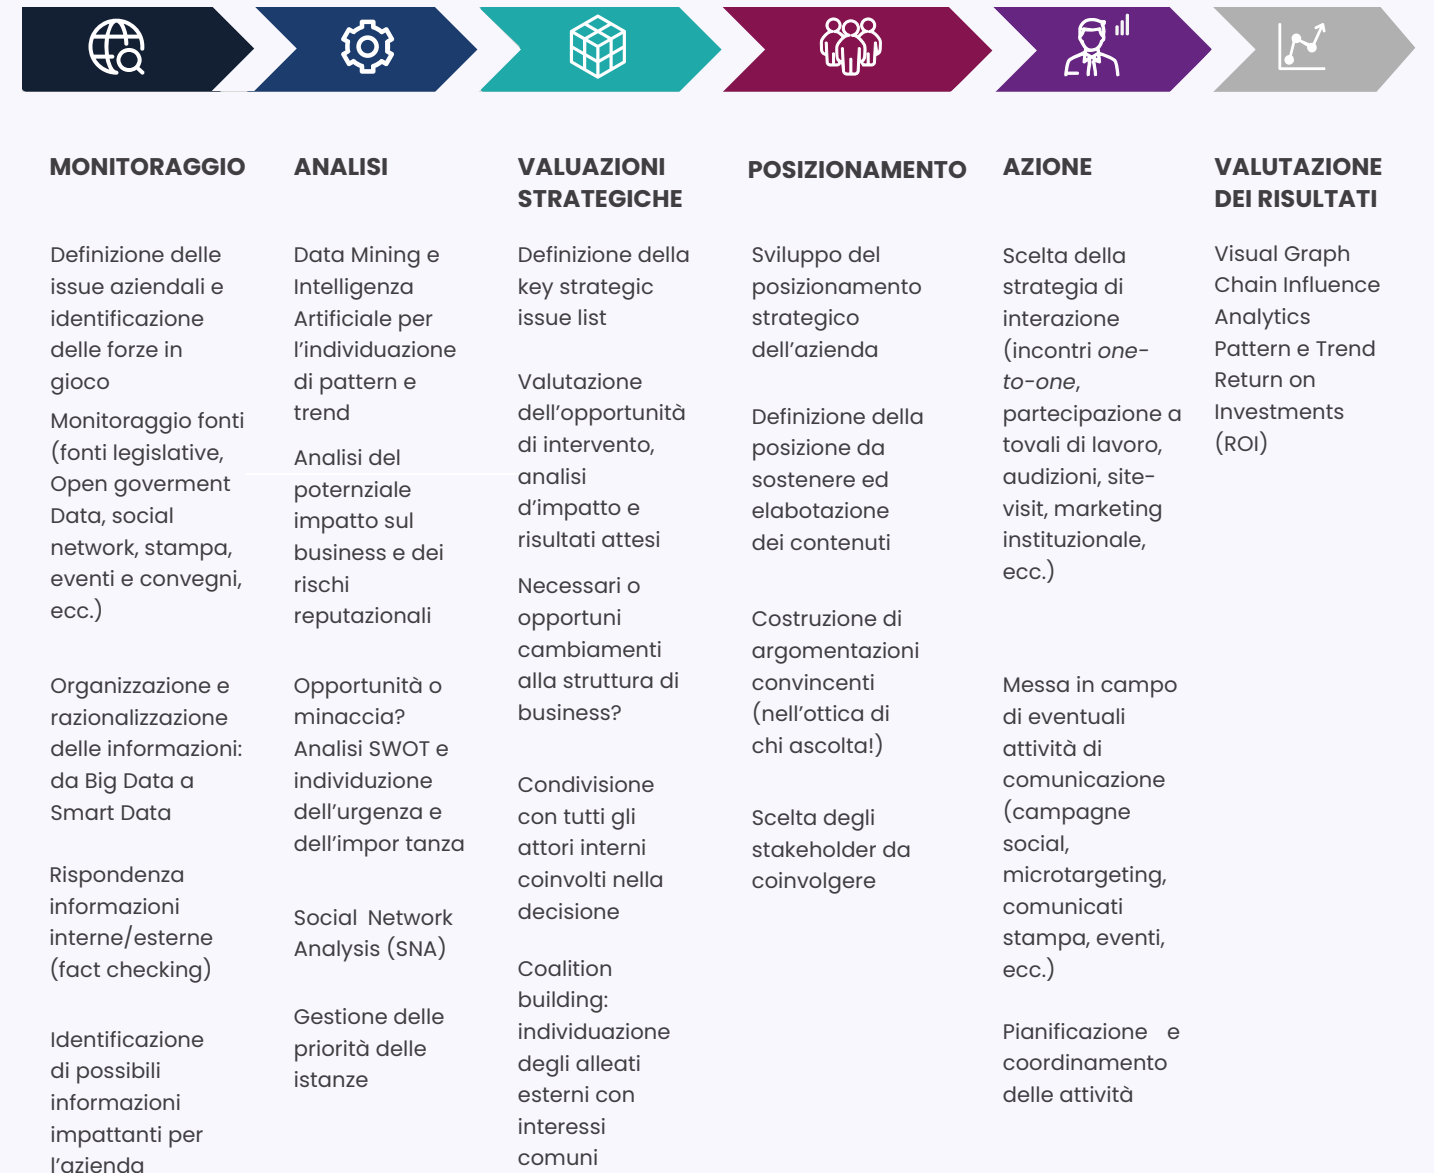 MONITORAGGIO
Definizione delle
issue aziendali e
identificazione
delle forze in
gioco
Monitoraggio fonti
(fonti legislative,
Open goverment
Data, social
network, stampa,
eventi e convegni,
ecc.)
Organizzazione e
razionalizzazione
delle informazioni:
da Big Data a
Smart Data
Rispondenza
informazioni
interne/esterne
(fact checking)
Identificazione
di possibili
informazioni
impattanti per
l’azienda
ANALISI
Data Mining e
Intelligenza
Artificiale per
l’individuazione
di pattern e
trend
Analisi del
poternziale
impatto sul
business e dei
rischi
reputazionali
Opportunità o
minaccia?
Analisi SWOT e
individuzione
dell’urgenza e
dell’impor tanza
Social Network
Analysis (SNA)
Gestione delle
priorità delle
istanze
VALUAZIONI
STRATEGICHE
Definizione della
key strategic
issue list
Valutazione
dell’opportunità
di intervento,
analisi
d’impatto e
risultati attesi
Necessari o
opportuni
cambiamenti
alla struttura di
business?
Condivisione
con tutti gli
attori interni
coinvolti nella
decisione
Coalition
building:
individuazione
degli alleati
esterni con
interessi
comuni
POSIZIONAMENTO
Sviluppo del
posizionamento
strategico
dell’azienda
Definizione della
posizione da
sostenere ed
elabotazione
dei contenuti
Costruzione di
argomentazioni
convincenti
(nell’ottica di
chi ascolta!)
Scelta degli
stakeholder da
coinvolgere
AZIONE
Scelta della
strategia di
interazione
(incontri one-
to-one,
partecipazione a
tovali di lavoro,
audizioni, site-
visit, marketing
instituzionale,
ecc.)
Messa in campo
di eventuali
attività di
comunicazione
(campagne
social,
microtargeting,
comunicati
stampa, eventi,
ecc.)
Pianificazione e
coordinamento
delle attività
VALUTAZIONE
DEI RISULTATI
Visual Graph
Chain Influence
Analytics
Pattern e Trend
Return on
Investments
(ROI)